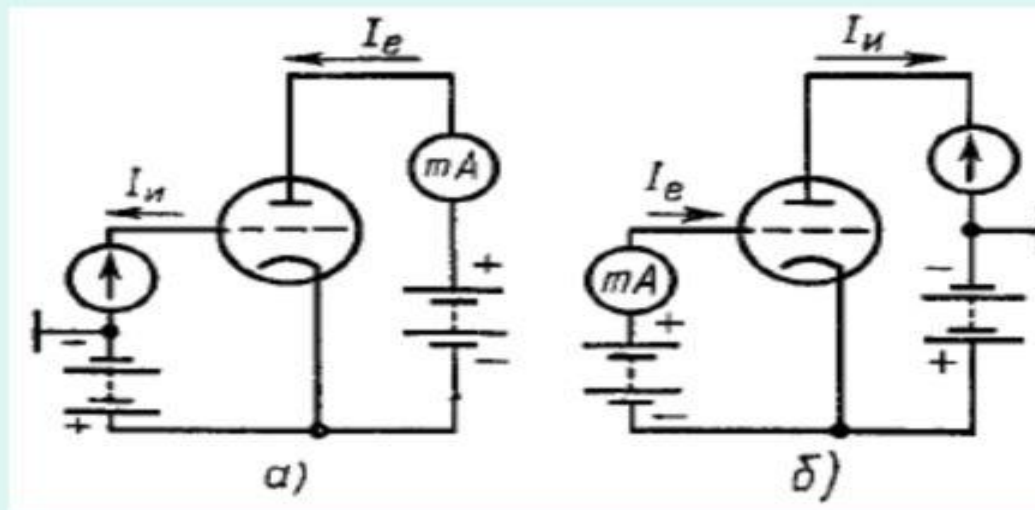 Iе Iи
mA
Iи Iе
mA
+ −
− + +
− +
+ −
а) б)